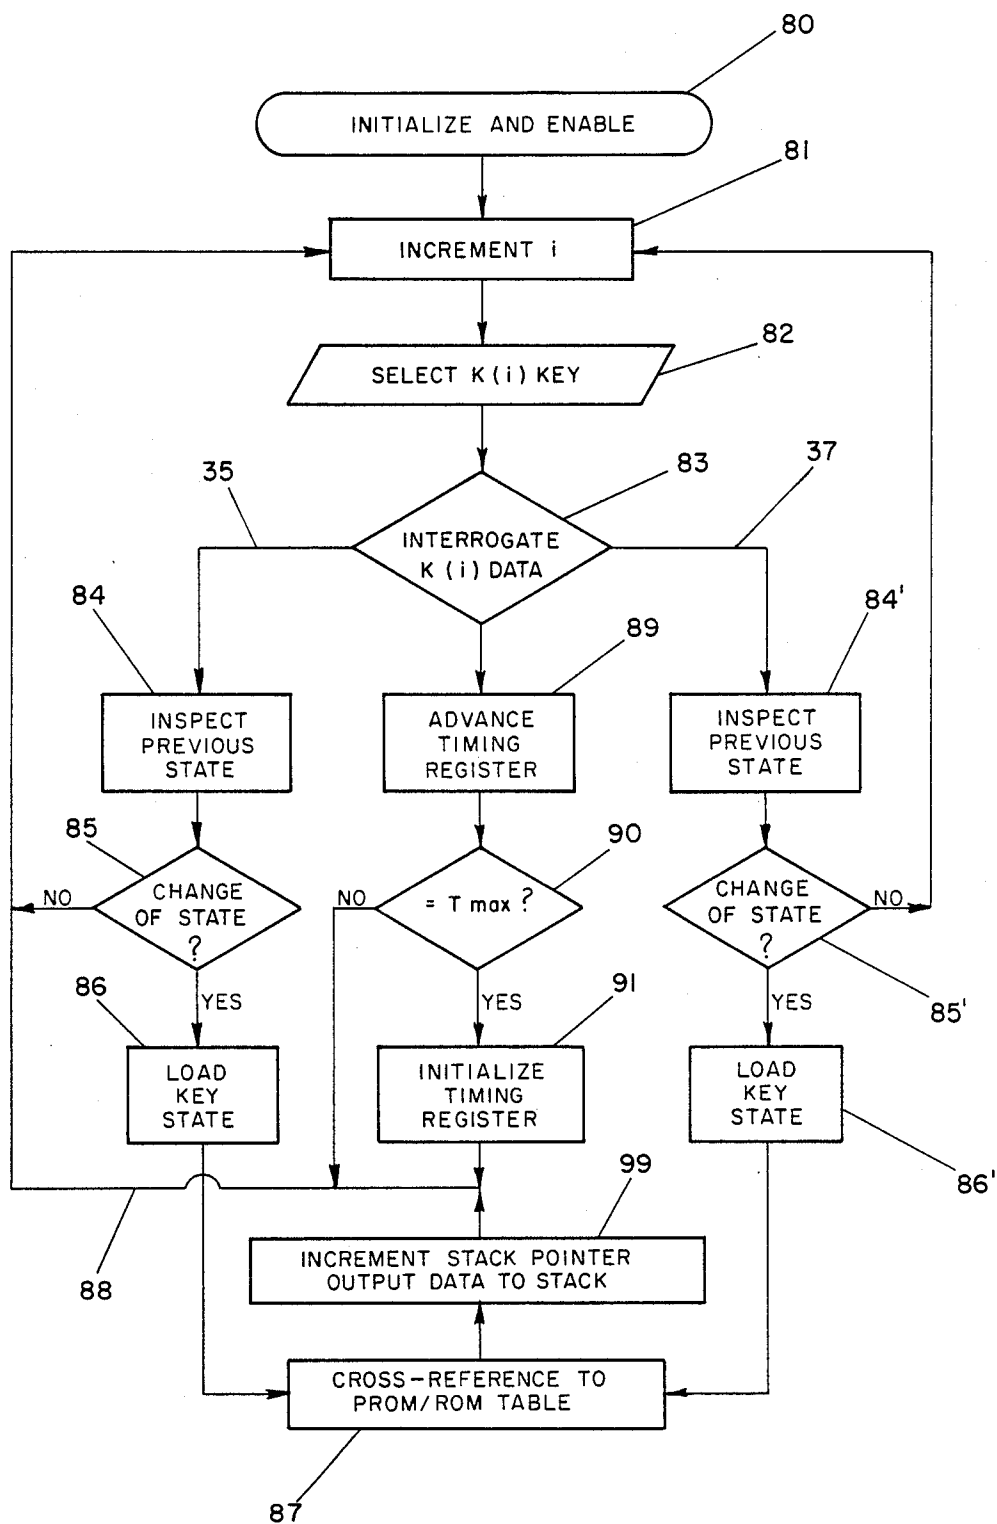 80
INITIALIZE AND ENABLE
81
INCREMENT i
82
SELECT K(i) KEY
35
83
37
INTERROGATE
K (i) DATA
84
89
84'
INSPECT
PREVIOUS
STATE
ADVANCE
TIMING
REGISTER
INSPECT
PREVIOUS
STATE
85
90
NO
CHANGE
OF STATE
?
NO
= T max ?
CHANGE
OF STATE
?
NO
86
YES
YES
91
YES
85'
LOAD
KEY
STATE
INITIALIZE
TIMING
REGISTER
LOAD
KEY
STATE
99
86'
88
INCREMENT STACK POINTER
OUTPUT DATA TO STACK
CROSS-REFERENCE TO
PROM/ROM TABLE
87